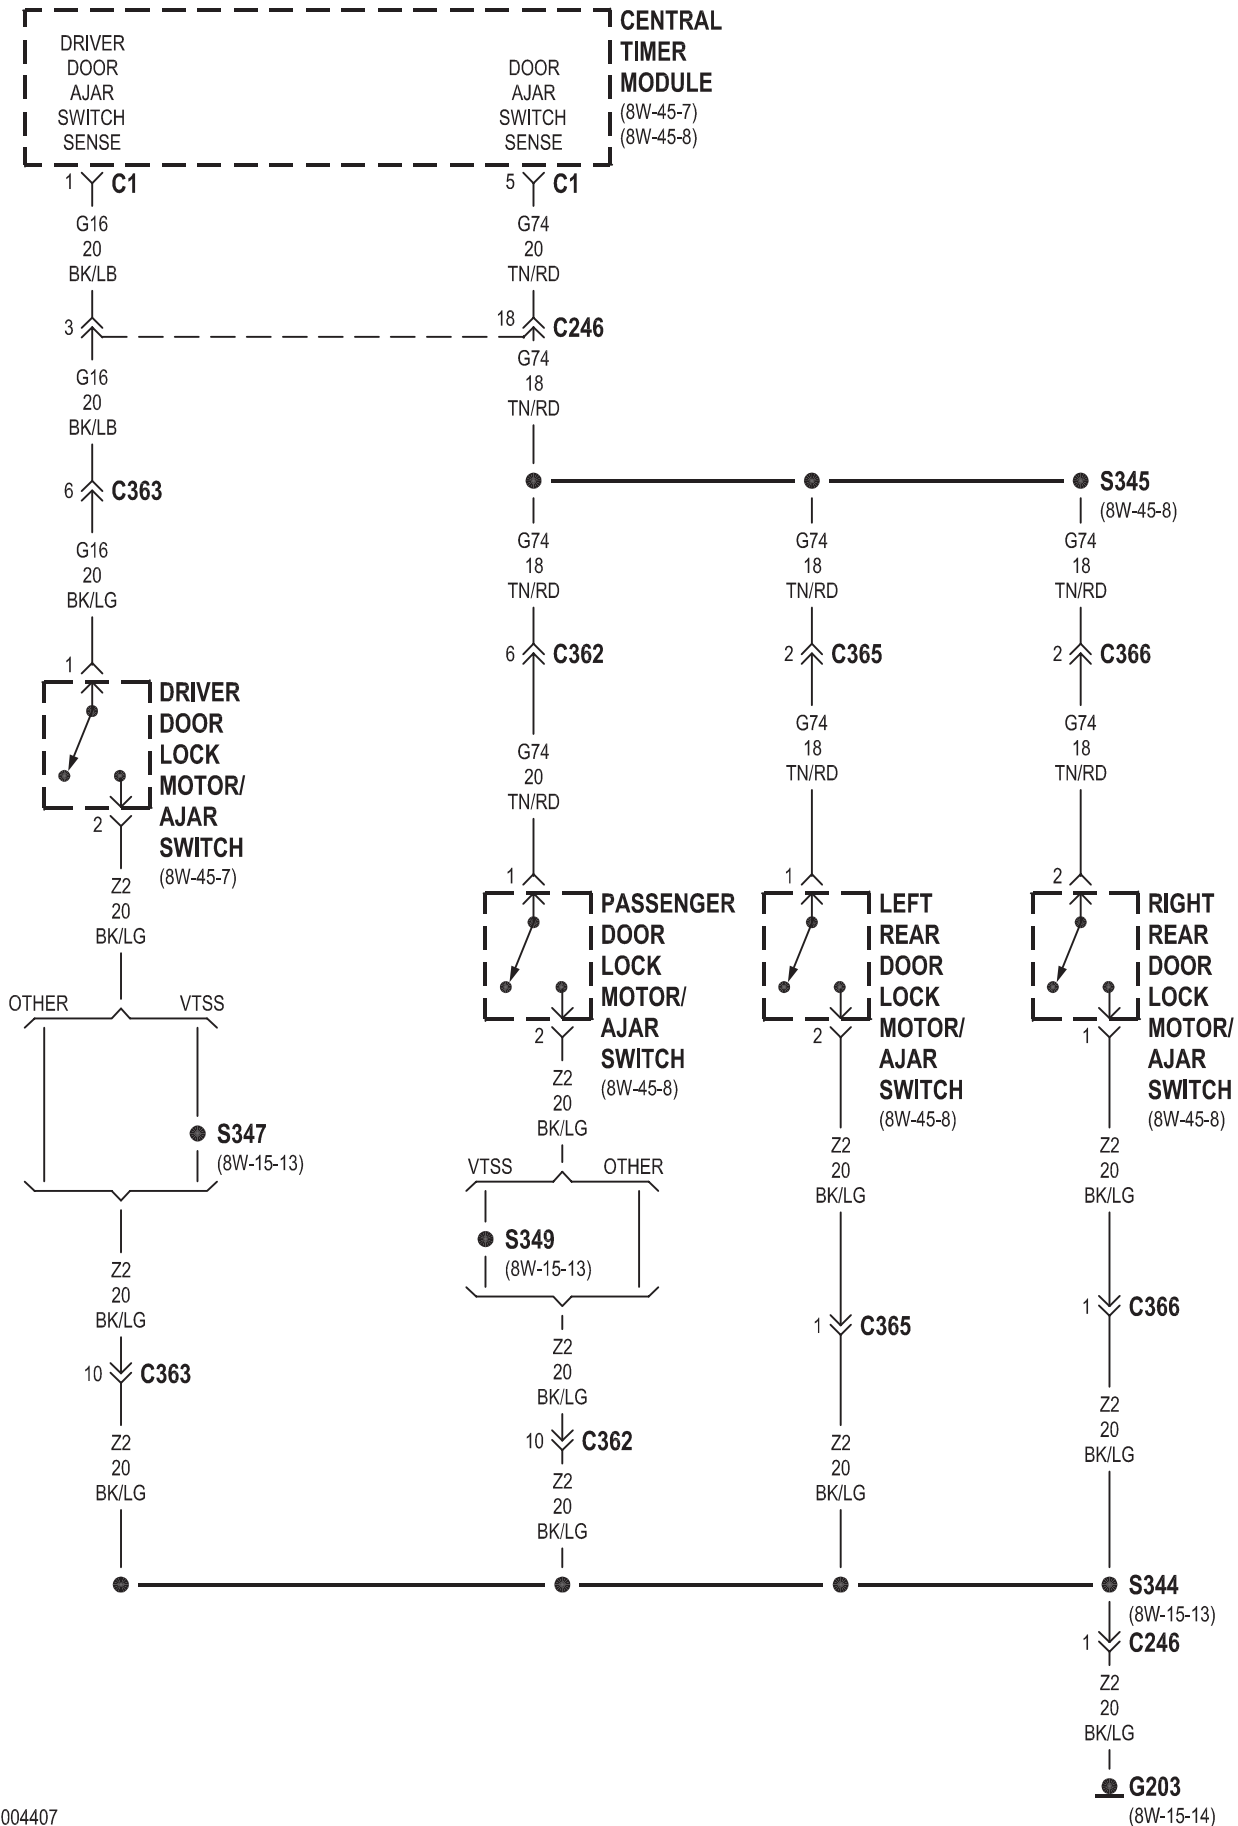 CENTRAL
TIMER
MODULE
(8W-45-7)
(8W-45-8)
DRIVER
DOOR
AJAR
SWITCH
SENSE
DOOR
AJAR
SWITCH
SENSE
1 C1
5 C1
G16
20
BK/LB
G74
20
TN/RD
3
18 C246
G16
20
BK/LB
G74
18
TN/RD
S345
(8W-45-8)
6 C363
G16
20
BK/LG
G74
18
TN/RD
G74
18
TN/RD
G74
18
TN/RD
6 C362
2 C365
2 C366
1
DRIVER
DOOR
LOCK
MOTOR/
AJAR
SWITCH
(8W-45-7)
2
G74
20
TN/RD
G74
18
TN/RD
G74
18
TN/RD
Z2
20
BK/LG
1
PASSENGER
DOOR
LOCK
MOTOR/
AJAR
SWITCH
(8W-45-8)
2
1
LEFT
REAR
DOOR
LOCK
MOTOR/
AJAR
SWITCH
(8W-45-8)
2
2
RIGHT
REAR
DOOR
LOCK
MOTOR/
AJAR
SWITCH
(8W-45-8)
1
OTHER VTSS
S347
(8W-15-13)
Z2
20
BK/LG
VTSS OTHER
S349
(8W-15-13)
Z2
20
BK/LG
Z2
20
BK/LG
Z2
20
BK/LG
10 C363
Z2
20
BK/LG
Z2
20
BK/LG
10 C362
Z2
20
BK/LG
1 C365
Z2
20
BK/LG
1 C366
Z2
20
BK/LG
S344
(8W-15-13)
1 C246
Z2
20
BK/LG
G203
(8W-15-14)
004407